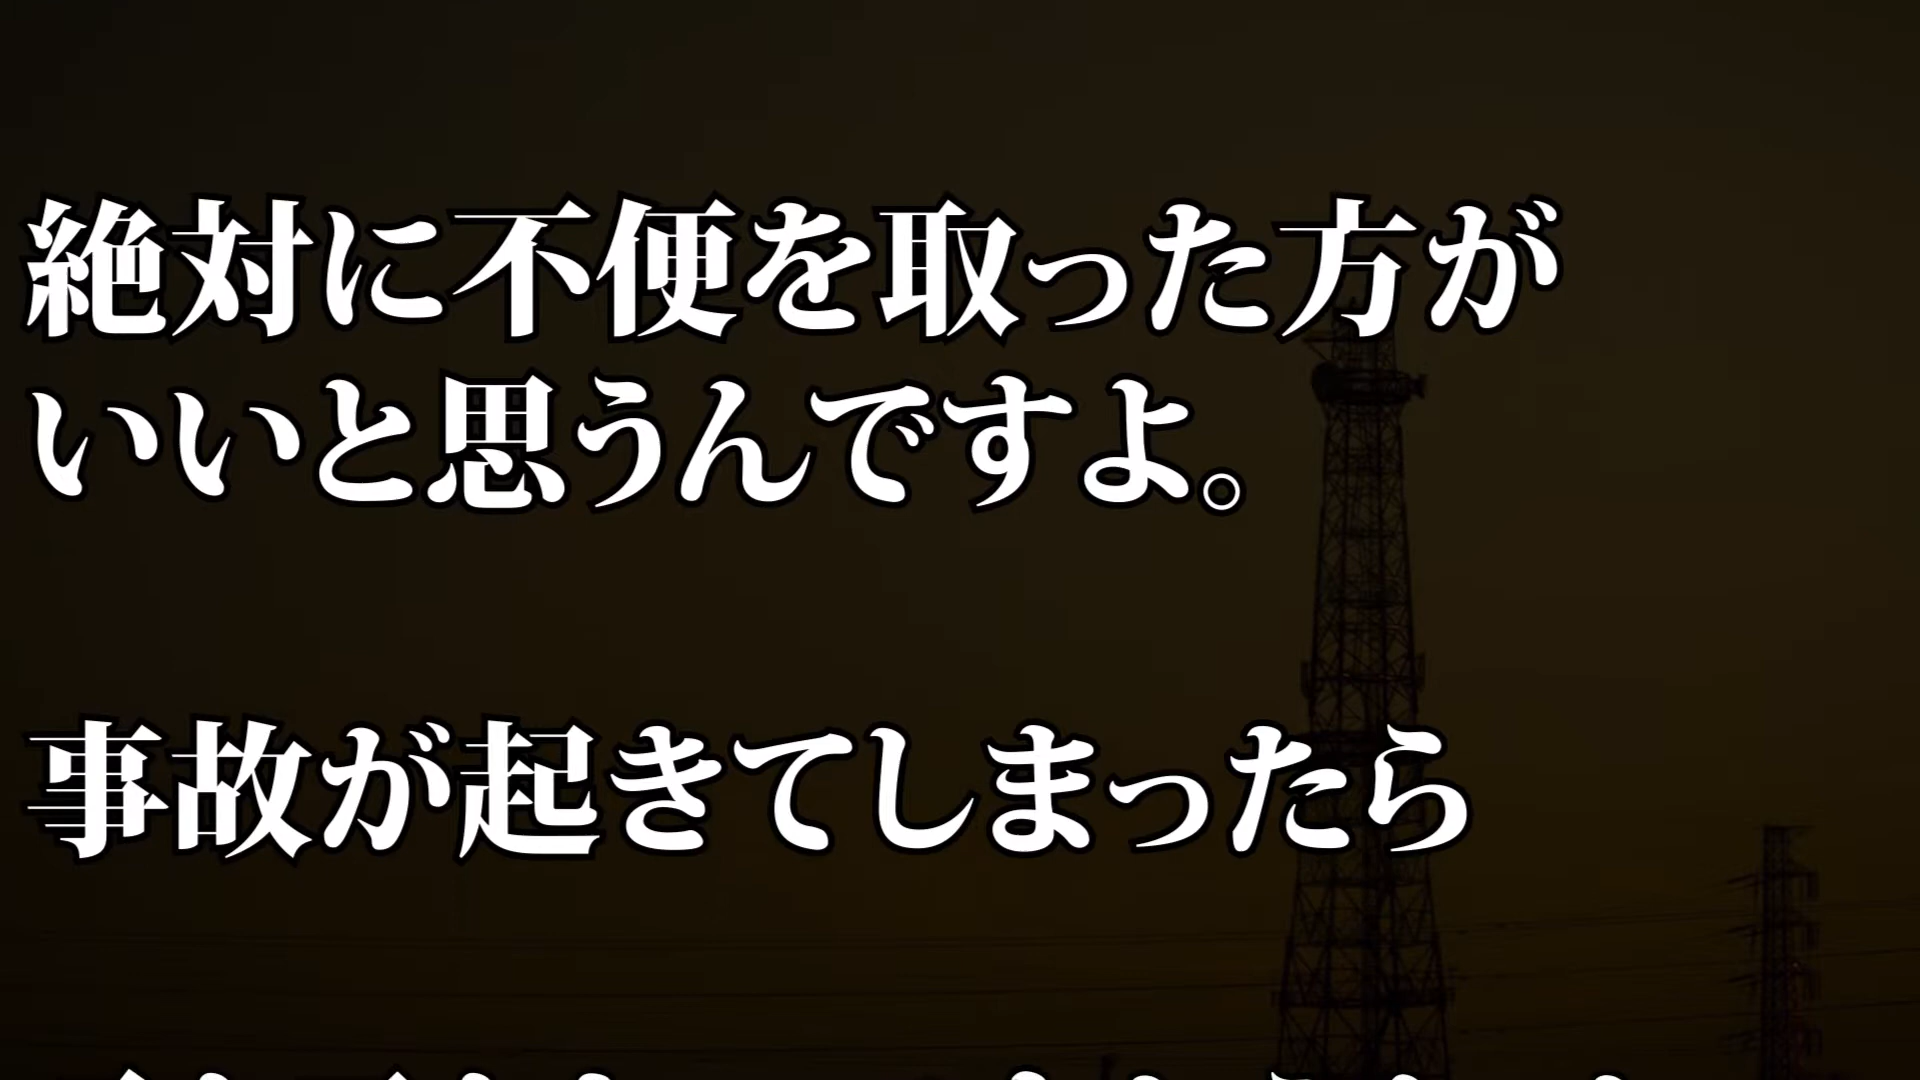 絶対に不便を取った方が
いいと思うんですよ。
事故が起きてしまったら